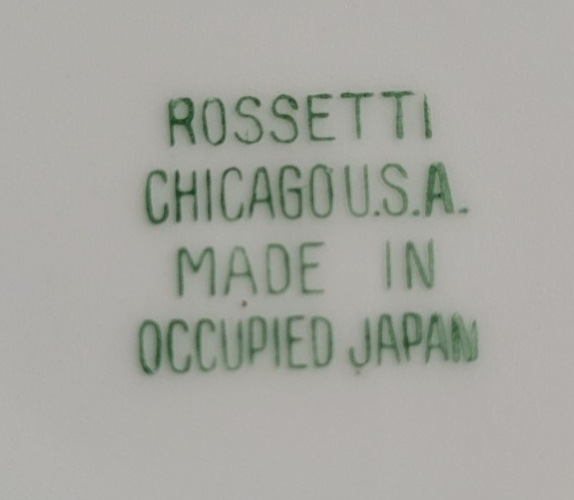 ROSSETTI
CHICAGO U.S.A.
MADE IN
OCCUPIED JAPAN